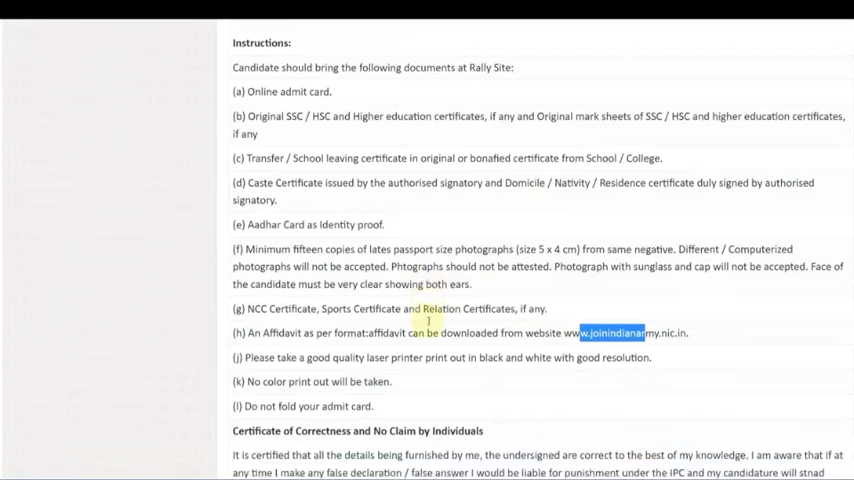 Instructions:
Candidate should bring the following documents at Rally Site:
(a) Online admit card.
(b) Original SSC / HSC and Higher education certificates, if any and Original mark sheets of SSC / HSC and higher education certificates,
if any
(c) Transfer / School leaving certificate in original or bonafied certificate from School / College.
(d) Caste Certificate issued by the authorised signatory and Domicile / Nativity / Residence certificate duly signed by authorised
signatory.
(e) Aadhar Card as Identity proof.
(f) Minimum fifteen copies of lates passport size photographs (size 5 x 4 cm) from same negative. Different / Computerized
photographs will not be accepted. Phtographs should not be attested. Photograph with sunglass and cap will not be accepted. Face of
the candidate must be very clear showing both ears.
(g) NCC Certificate, Sports Certificate and Relation Certificates, if any.
(h) An Affidavit as per format:affidavit can be downloaded from website www.joinindianarmy.nic.in.
(j) Please take a good quality laser printer print out in black and white with good resolution.
(k) No color print out will be taken.
(l) Do not fold your admit card.
Certificate of Correctness and No Claim by Individuals
It is certified that all the details being furnished by me, the undersigned are correct to the best of my knowledge. I am aware that if at
any time I make any false declaration / false answer I would be liable for punishment under the IPC and my candidature will stnad